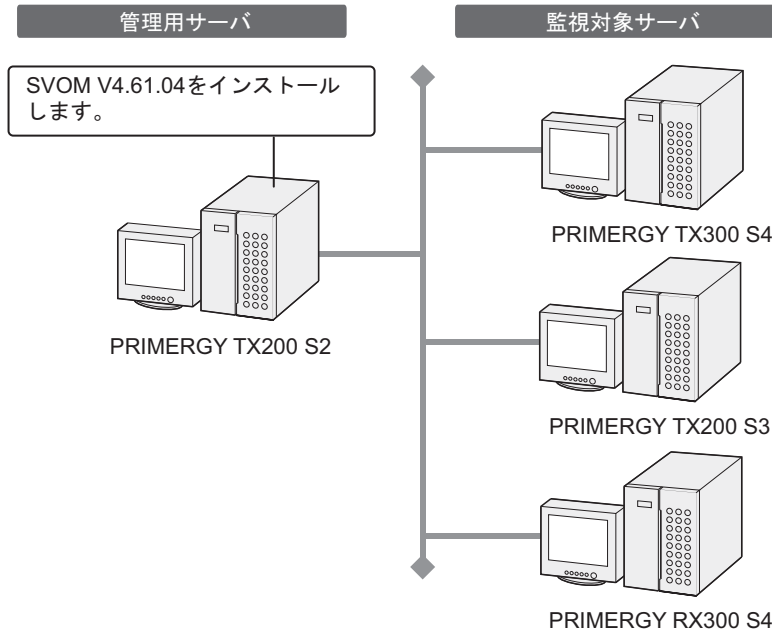 管理用サーバ
監視対象サーバ
SVOM V4.61.04をインストール
します。
PRIMERGY TX200 S2
PRIMERGY TX300 S4
PRIMERGY TX200 S3
PRIMERGY RX300 S4